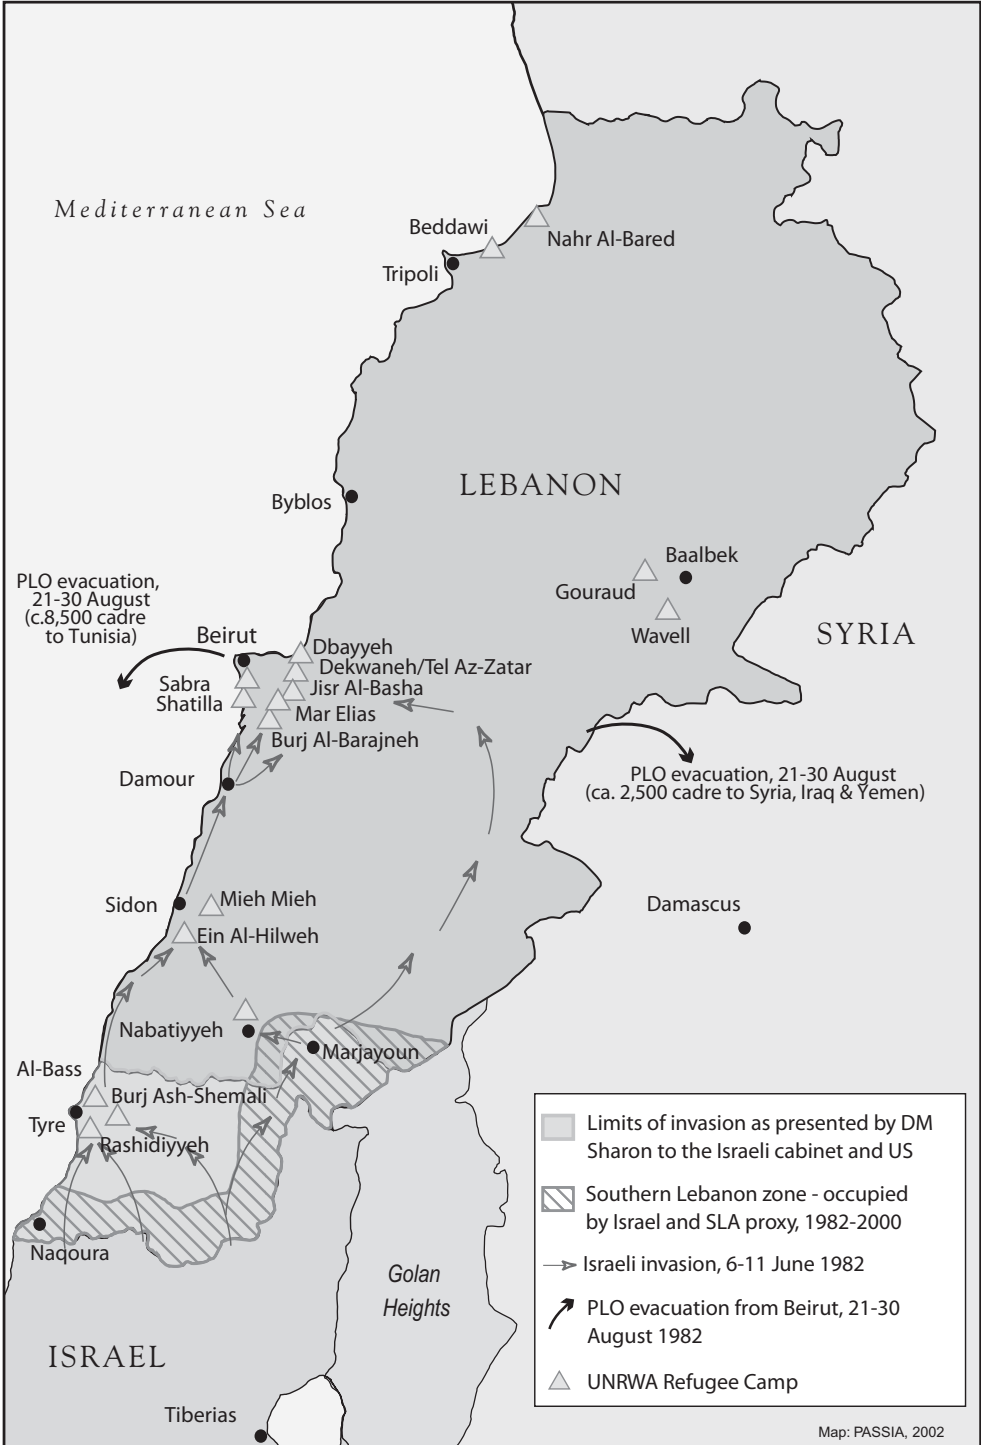 Mediterranean Sea
Beddawi
Nahr Al-Bared
Tripoli
LEBANON
Byblos
Baalbek
Gouraud
Wavell
SYRIA
PLO evacuation,
21-30 August
(c.8,500 cadre
to Tunisia)
Beirut
Dbayyeh
Dekwaneh/Tel Az-Zatar
Sabra
Jisr Al-Basha
Shatilla
Mar Elias
Burj Al-Barajneh
Damour
PLO evacuation, 21-30 August
(ca. 2,500 cadre to Syria, Iraq & Yemen)
Sidon
Mieh Mieh
Damascus
Ein Al-Hilweh
Nabatiyyeh
Marjayoun
Al-Bass
Burj Ash-Shemali
Tyre
Rashidiyyeh
Naqoura
Golan
Heights
ISRAEL
Tiberias
Limits of invasion as presented by DM
Sharon to the Israeli cabinet and US
Southern Lebanon zone - occupied
by Israel and SLA proxy, 1982-2000
Israeli invasion, 6-11 June 1982
PLO evacuation from Beirut, 21-30
August 1982
UNRWA Refugee Camp
Map: PASSIA, 2002